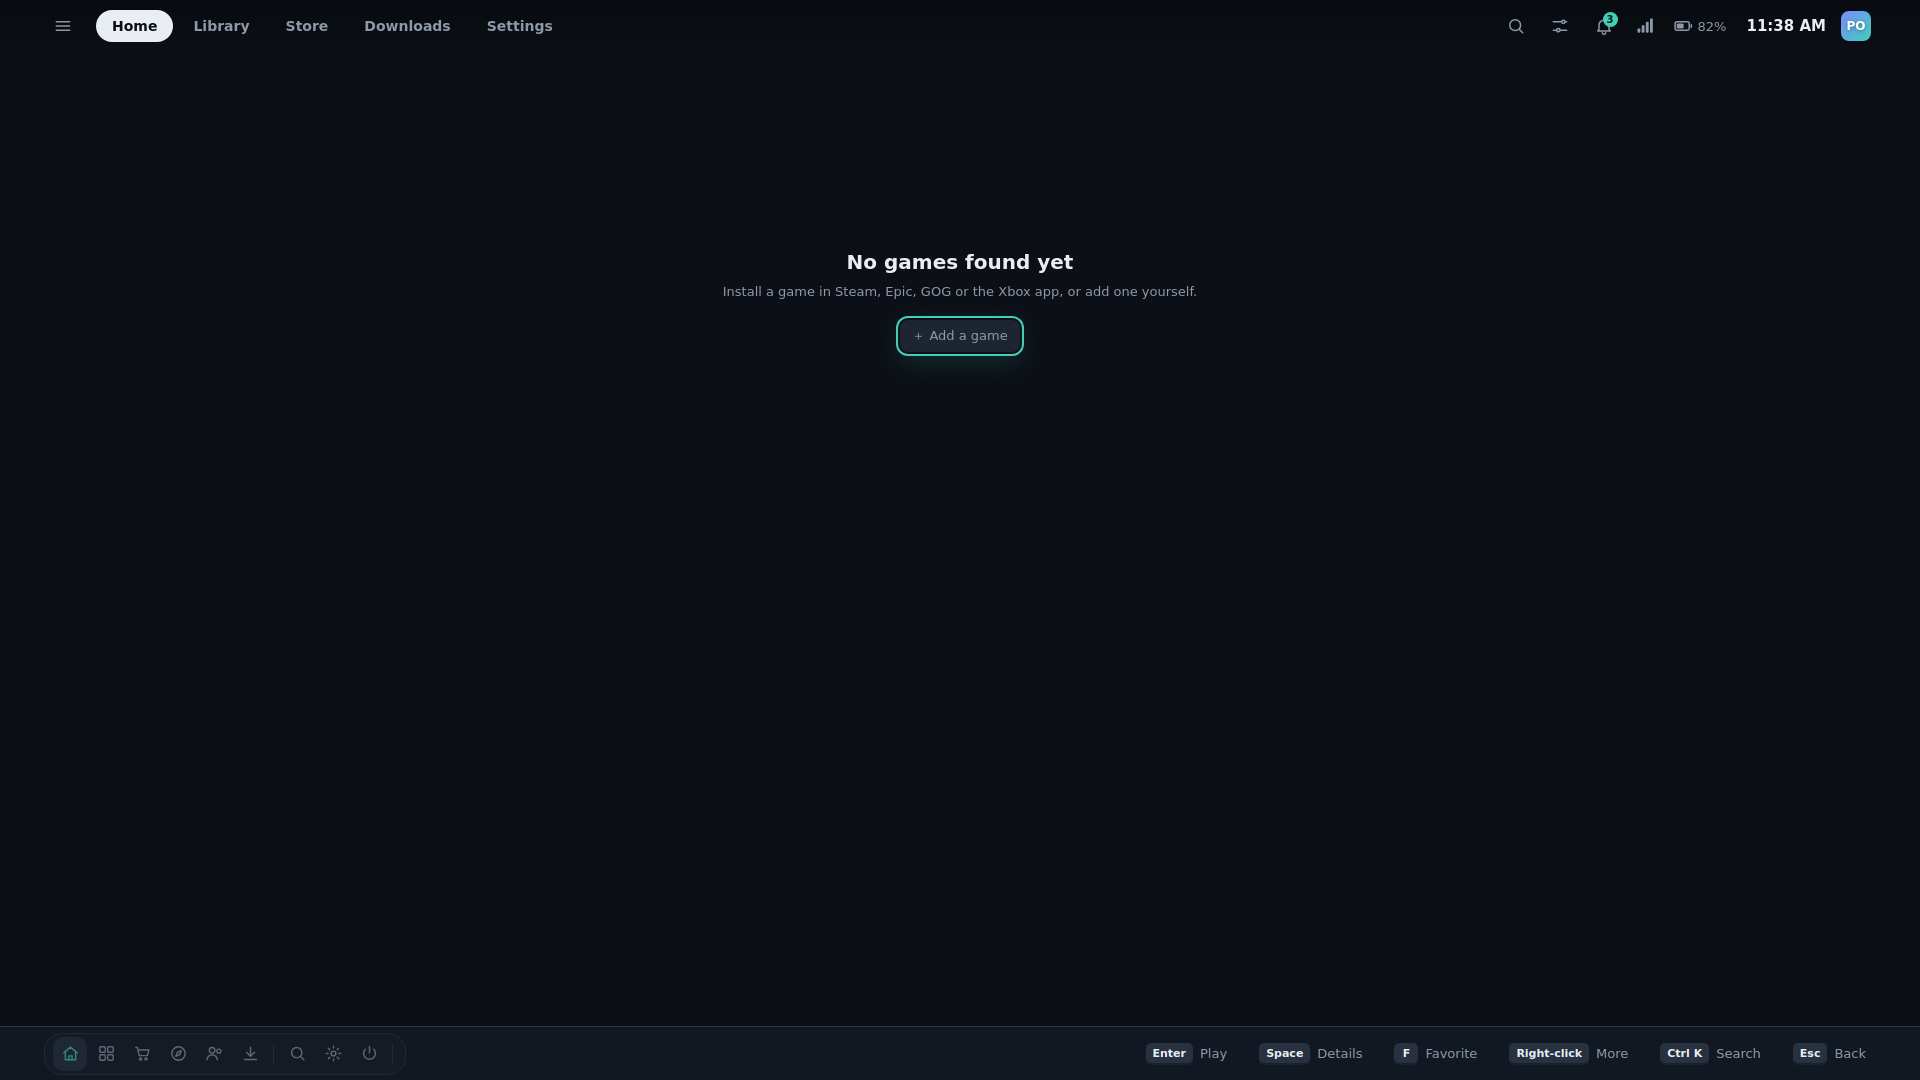 Home Library Store Downloads Settings 3 82% 11:38 AM PO
No games found yet
Install a game in Steam, Epic, GOG or the Xbox app, or add one yourself.
+ Add a game
Enter Play Space Details F Favorite Right-click More Ctrl K Search Esc Back